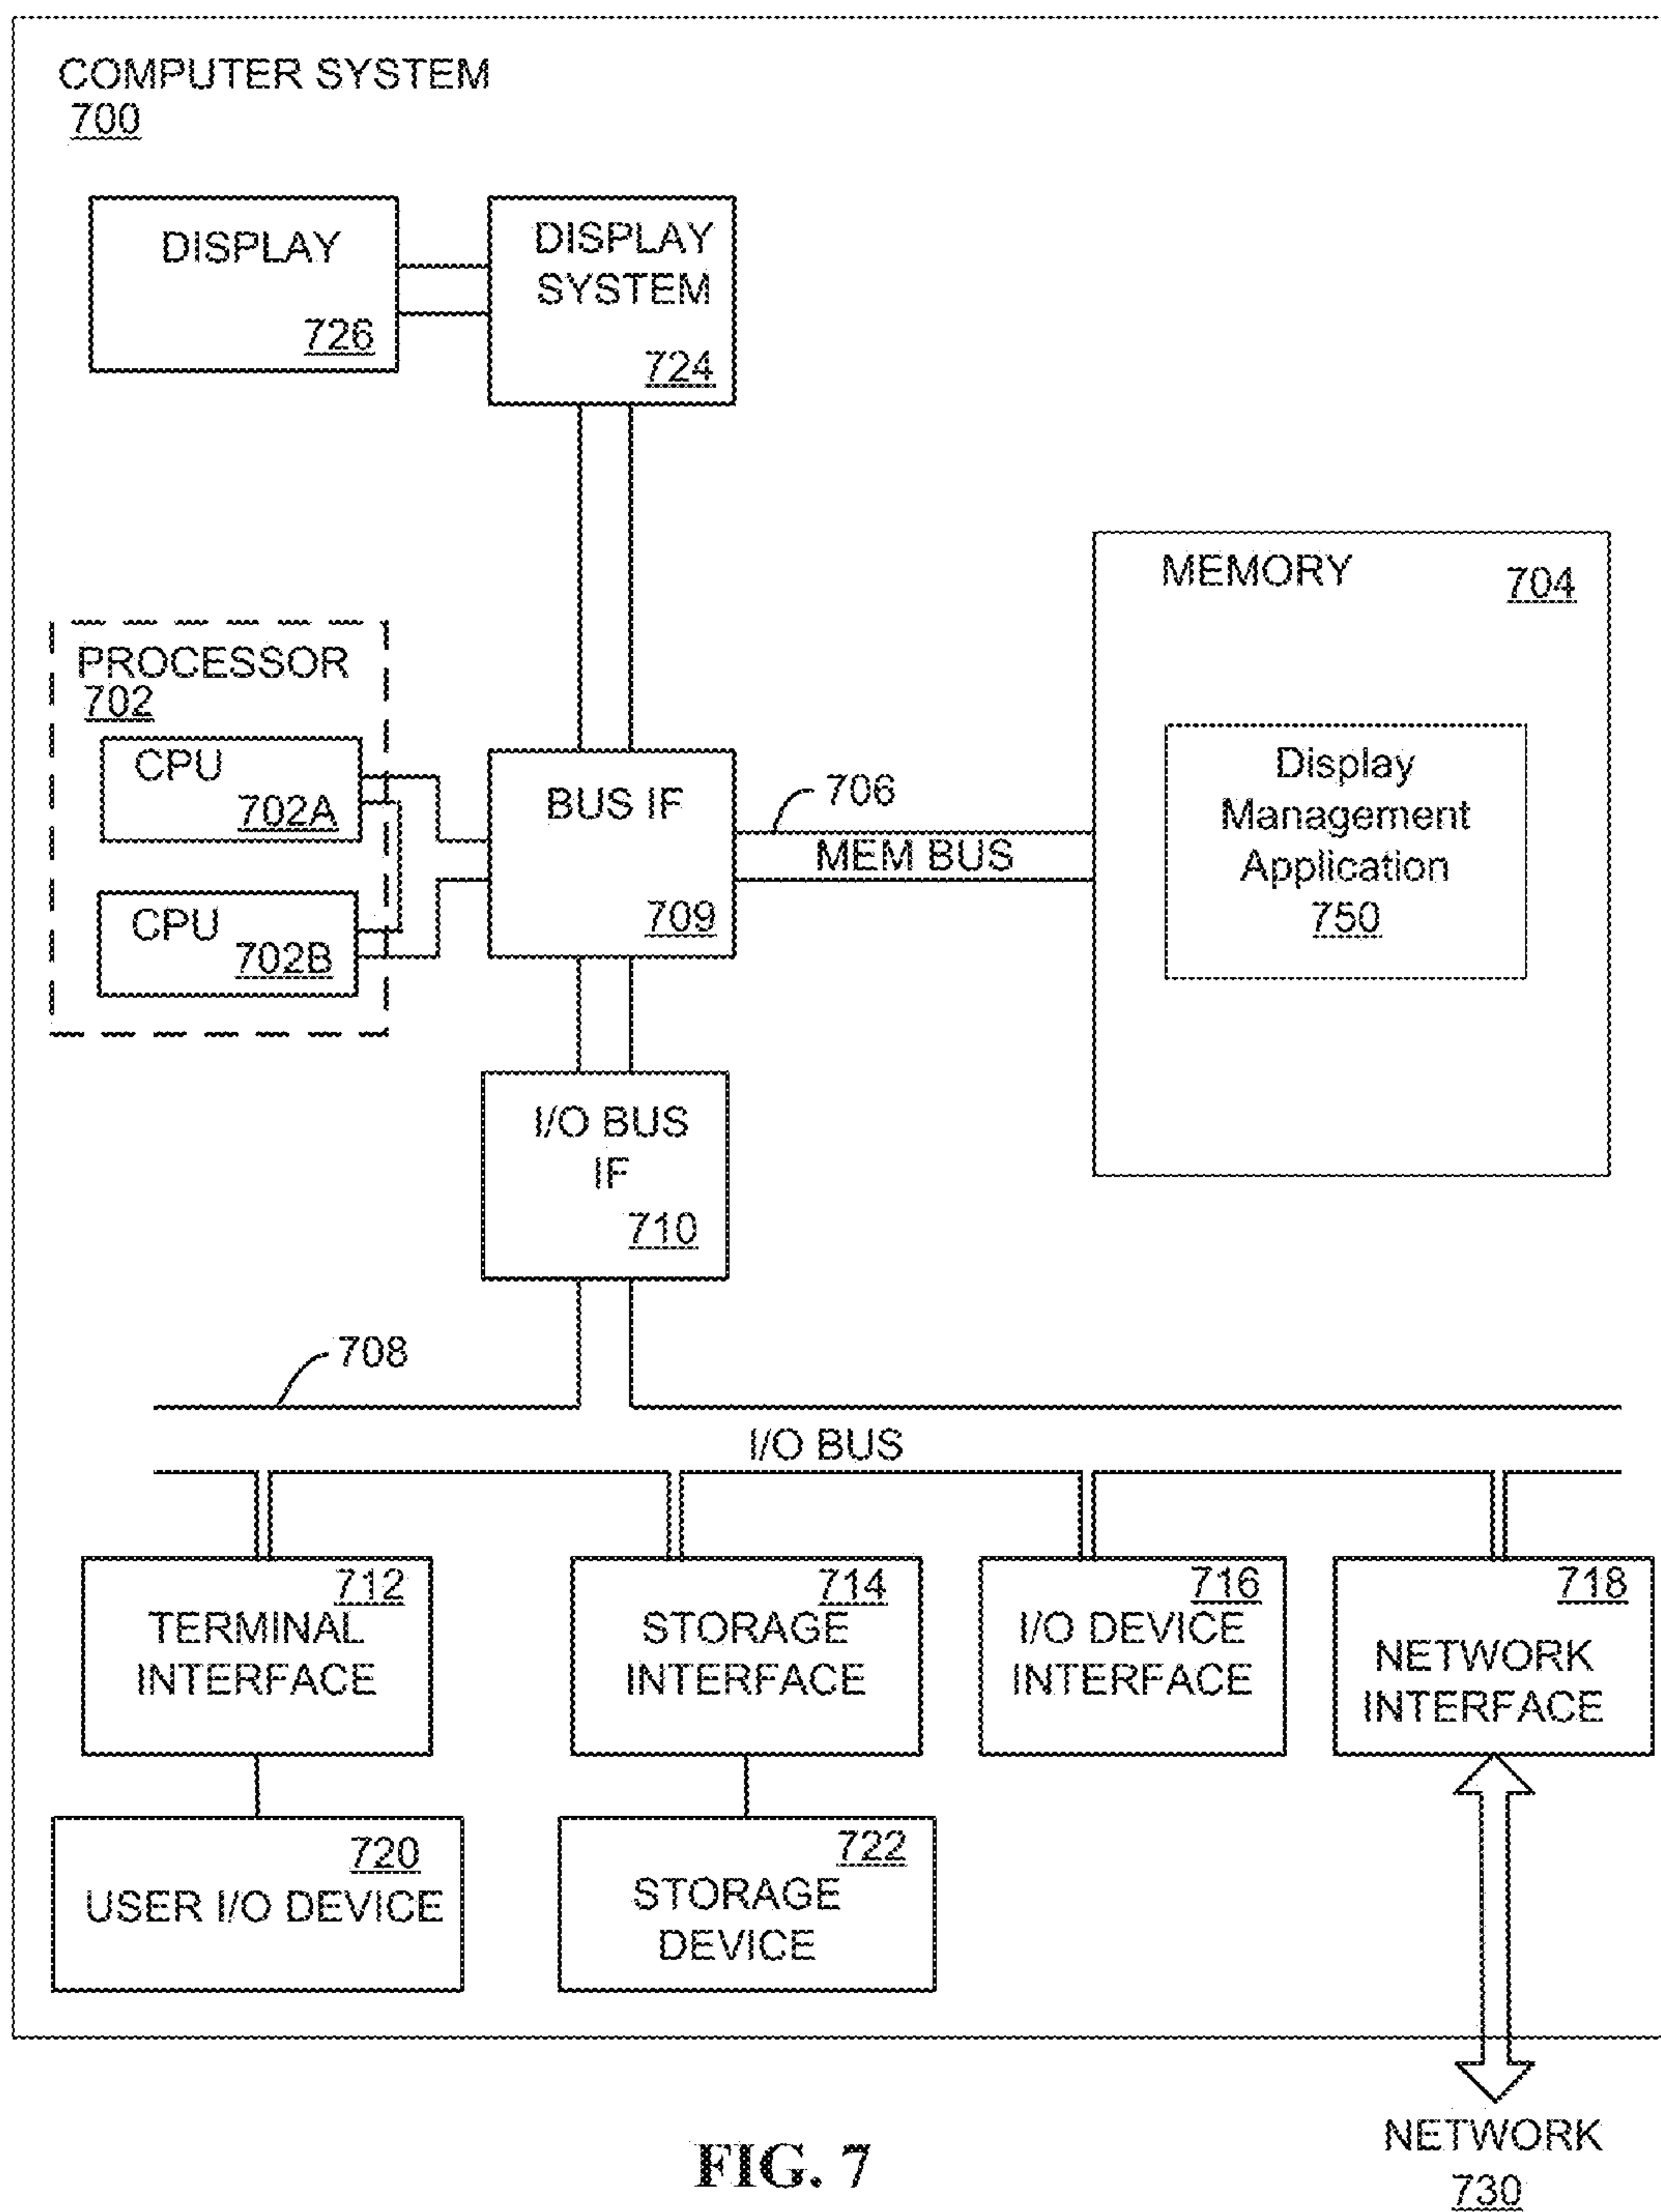 COMPUTER SYSTEM
700
DISPLAY
726
DISPLAY
SYSTEM
724
MEMORY
704
Display
Management
Application
750
PROCESSOR
702
CPU
702A
CPU
702B
BUS IF
709
706
MEM BUS
I/O BUS
IF
710
708
I/O BUS
712
TERMINAL
INTERFACE
714
STORAGE
INTERFACE
716
I/O DEVICE
INTERFACE
718
NETWORK
INTERFACE
720
USER I/O DEVICE
722
STORAGE
DEVICE
NETWORK
730
FIG. 7